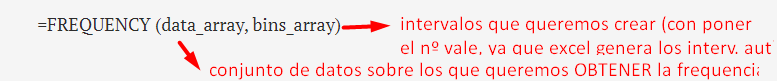 =FREQUENCY (data_array, bins_array)
intervalos que queremos crear (con poner
el nº vale, ya que excel genera los interv. aut
conjunto de datos sobre los que queremos OBTENER la frequencia